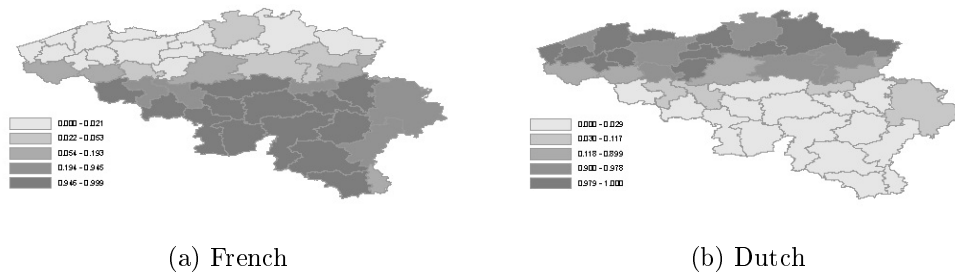 0.000 - 0.021
0.022 - 0.053
0.054 - 0.193
0.194 - 0.945
0.946 - 0.999
0.000 - 0.029
0.030 - 0.117
0.118 - 0.899
0.900 - 0.978
0.979 - 1.000
(a) French
(b) Dutch